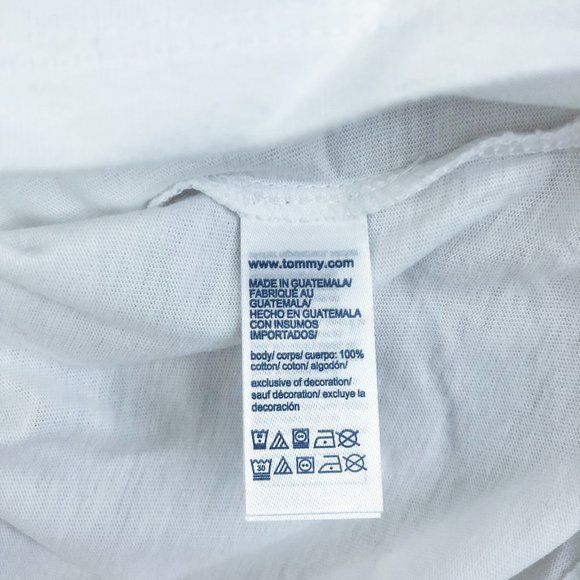 www.tommy.com
MADE IN GUATEMALA/
FABRIQUÉ AU
GUATEMALA/
HECHO EN GUATEMALA
CON INSUMOS
IMPORTADOS/
body/ corps/ cuerpo: 100%
cotton/ coton/ algodón/
exclusive of decoration/
sauf décoration/ excluye la
decoración
30